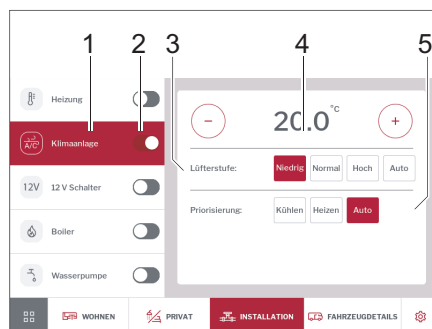 1 2 3 4 5
Heizung
A/C Klimaanlage
12V 12 V Schalter
Boiler
Wasserpumpe
− 20.0 °C +
Lüfterstufe: Niedrig Normal Hoch Auto
Priorisierung: Kühlen Heizen Auto
WOHNEN PRIVAT INSTALLATION FAHRZEUGDETAILS